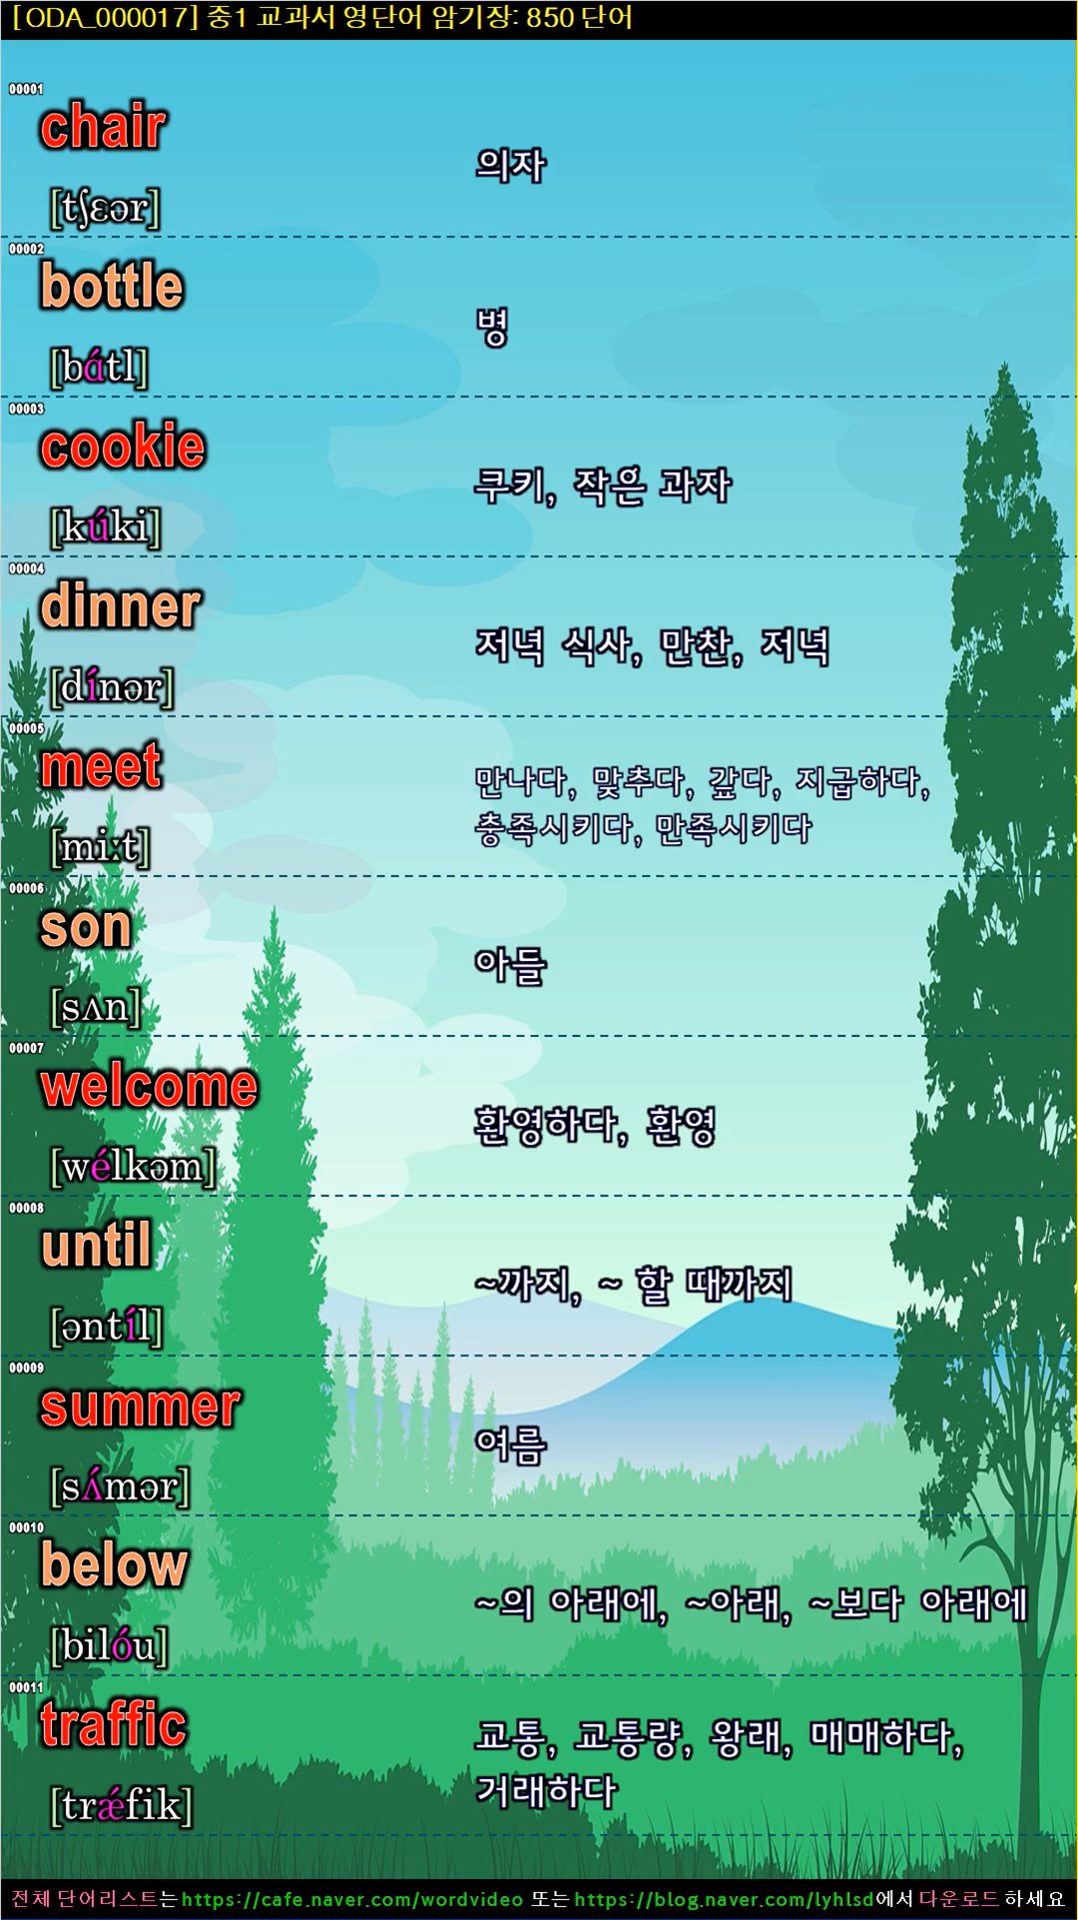 [ODA_000017] 중1 교과서 영단어 암기장: 850 단어
00001
chair
의자
[tʃɛər]
00002
bottle
병
[bátl]
00003
cookie
쿠키, 작은 과자
[kúki]
00004
dinner
저녁 식사, 만찬, 저녁
[dínər]
00005
meet
만나다, 맞추다, 갚다, 지급하다,
충족시키다, 만족시키다
[miːt]
00006
son
아들
[sʌn]
00007
welcome
환영하다, 환영
[wélkəm]
00008
until
~까지, ~ 할 때까지
[əntíl]
00009
summer
여름
[sʌ́mər]
00010
below
~의 아래에, ~아래, ~보다 아래에
[bilóu]
00011
traffic
교통, 교통량, 왕래, 매매하다,
거래하다
[trǽfik]
전체 단어리스트는 https://cafe.naver.com/wordvideo 또는 https://blog.naver.com/lyhlsd에서 다운로드 하세요